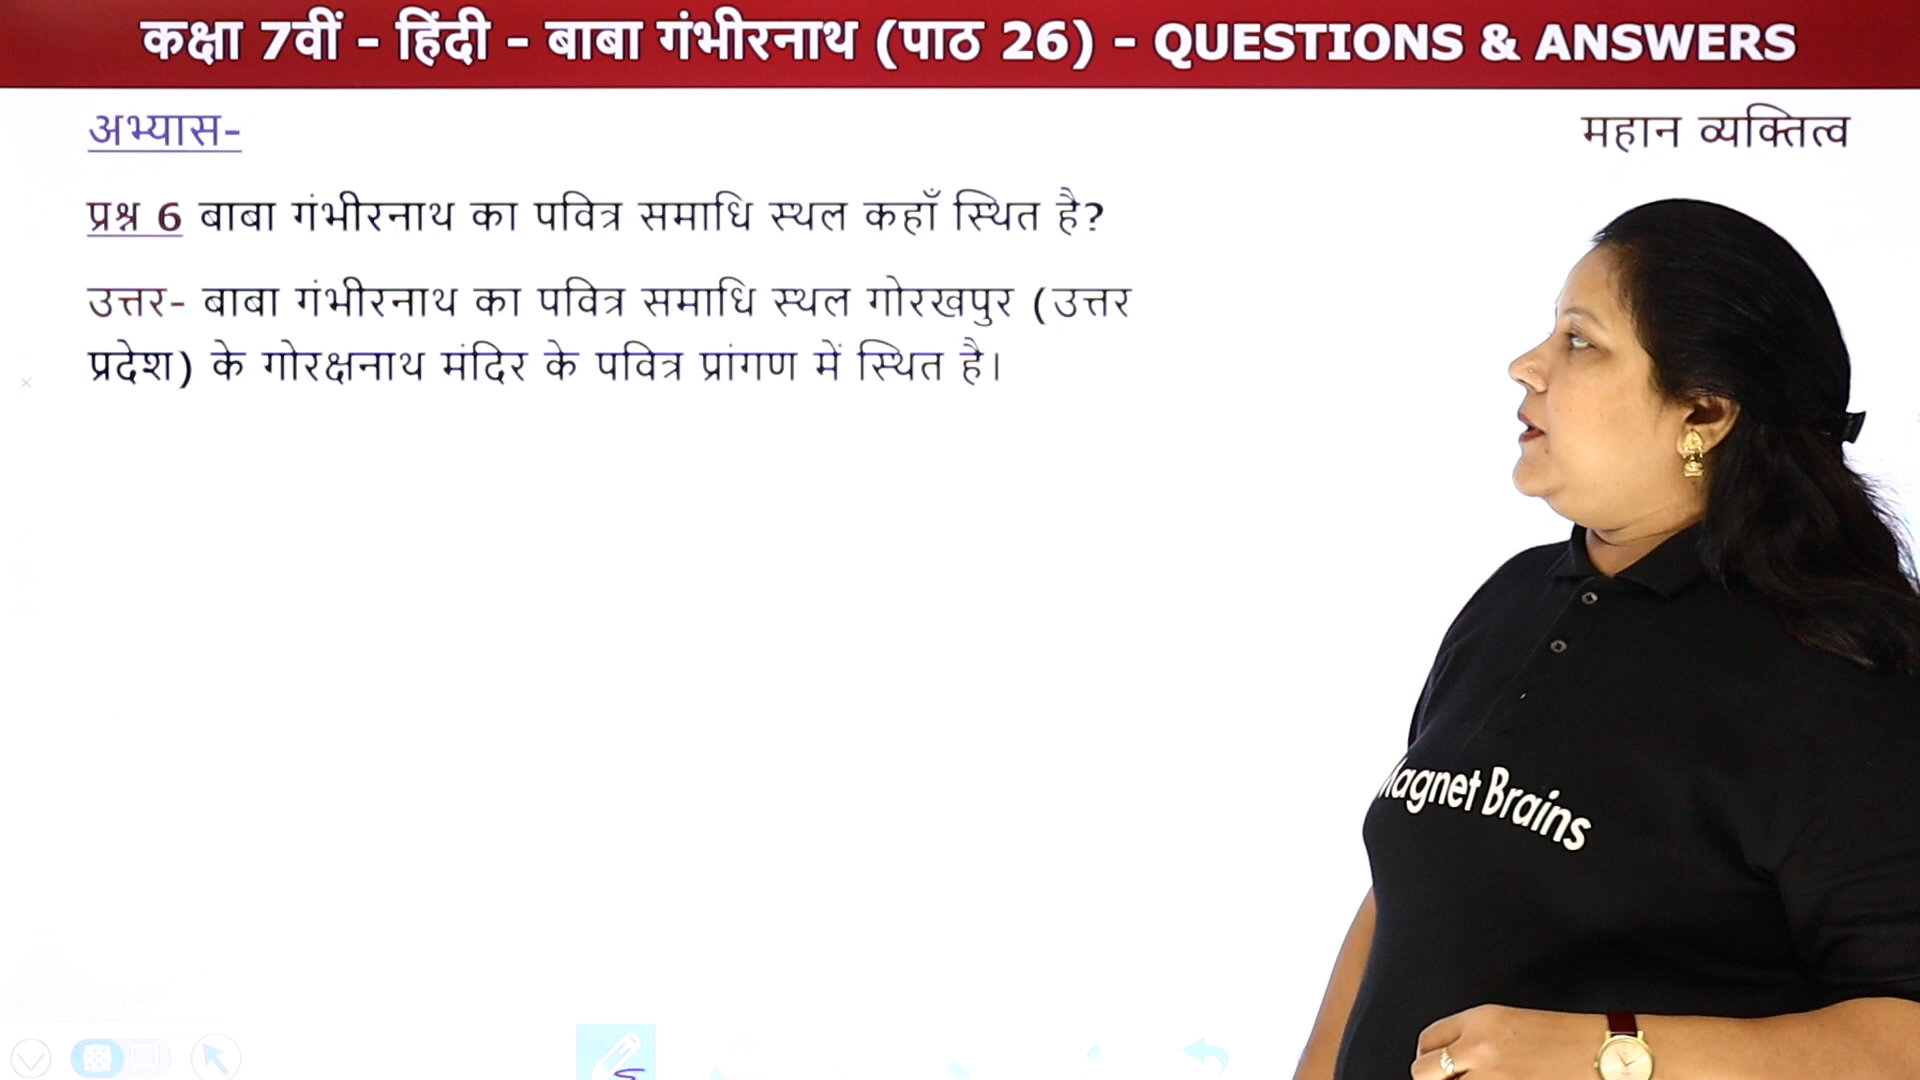 कक्षा 7वीं - हिंदी - बाबा गंभीरनाथ (पाठ 26) - QUESTIONS & ANSWERS
अभ्यास-
महान व्यक्तित्व
प्रश्न 6 बाबा गंभीरनाथ का पवित्र समाधि स्थल कहाँ स्थित है?
उत्तर- बाबा गंभीरनाथ का पवित्र समाधि स्थल गोरखपुर (उत्तर
प्रदेश) के गोरक्षनाथ मंदिर के पवित्र प्रांगण में स्थित है।
Magnet Brains